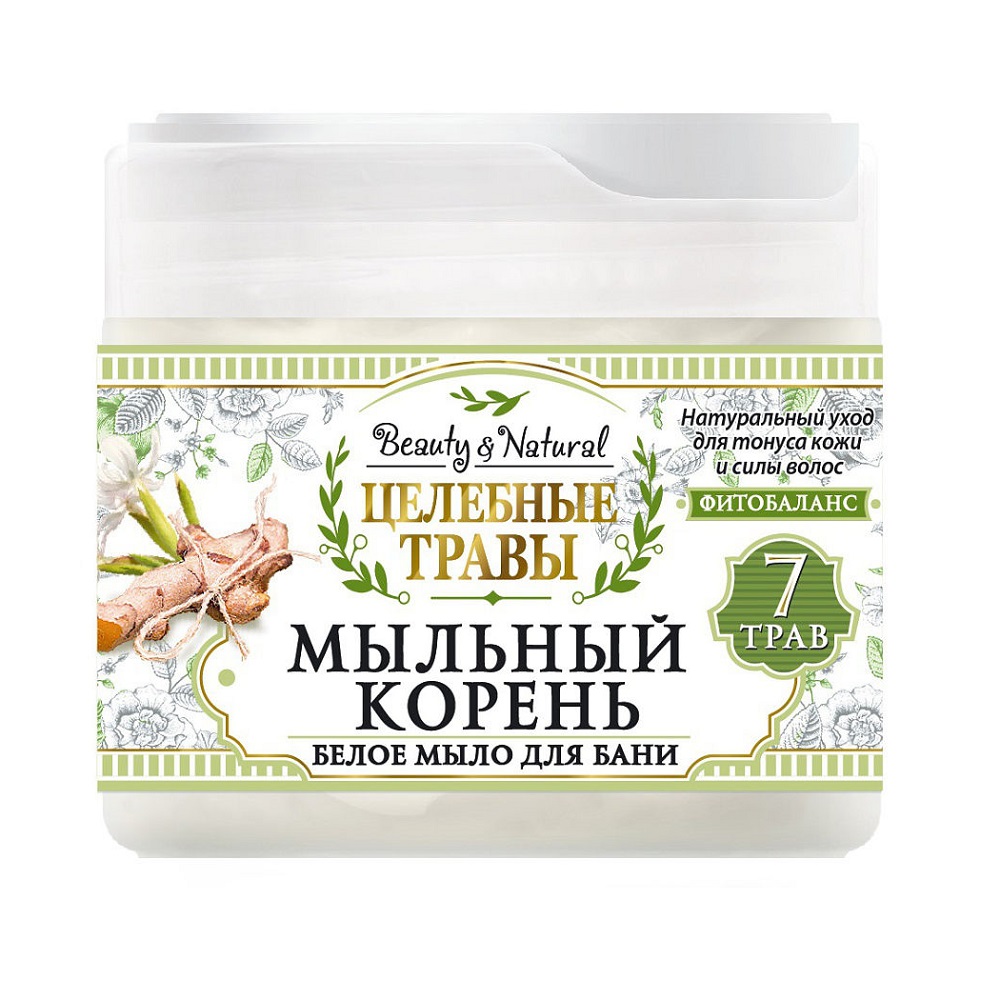 Beauty & Natural
ЦЕЛЕБНЫЕ
ТРАВЫ
МЫЛЬНЫЙ
КОРЕНЬ
БЕЛОЕ МЫЛО ДЛЯ БАНИ
Натуральный уход
для тонуса кожи
и силы волос
ФИТОБАЛАНС
7
ТРАВ